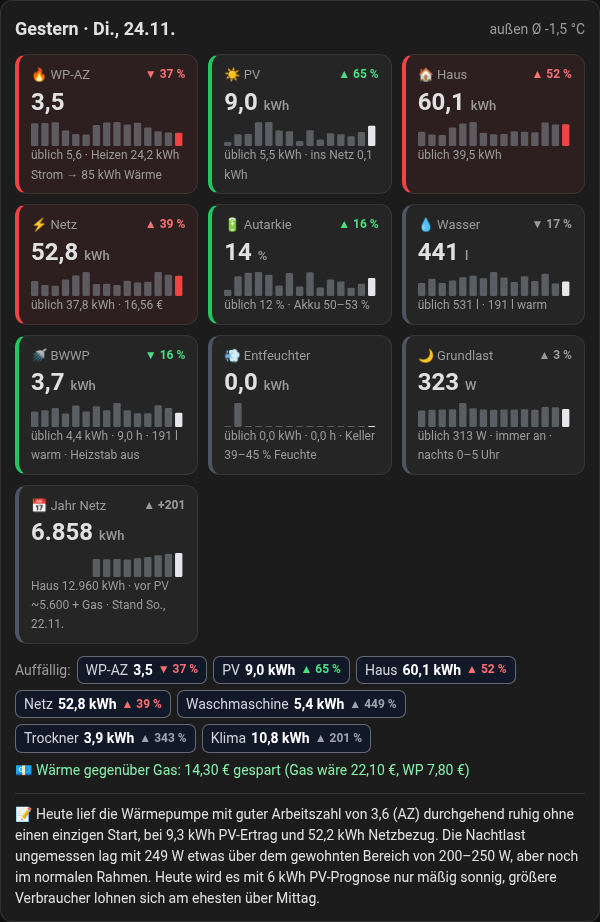 Gestern · Di., 24.11.
außen Ø -1,5 °C
🔥 WP-AZ ▼ 37 %
3,5
üblich 5,6 · Heizen 24,2 kWh
Strom → 85 kWh Wärme
☀️ PV ▲ 65 %
9,0 kWh
üblich 5,5 kWh · ins Netz 0,1
kWh
🏠 Haus ▲ 52 %
60,1 kWh
üblich 39,5 kWh
⚡ Netz ▲ 39 %
52,8 kWh
üblich 37,8 kWh · 16,56 €
🔋 Autarkie ▲ 16 %
14 %
üblich 12 % · Akku 50–53 %
💧 Wasser ▼ 17 %
441 l
üblich 531 l · 191 l warm
🚿 BWWP ▼ 16 %
3,7 kWh
üblich 4,4 kWh · 9,0 h · 191 l
warm · Heizstab aus
💨 Entfeuchter
0,0 kWh
üblich 0,0 kWh · 0,0 h · Keller
39–45 % Feuchte
🌙 Grundlast ▲ 3 %
323 W
üblich 313 W · immer an ·
nachts 0–5 Uhr
📅 Jahr Netz ▲ +201
6.858 kWh
Haus 12.960 kWh · vor PV
~5.600 + Gas · Stand So.,
22.11.
Auffällig: WP-AZ 3,5 ▼ 37 % PV 9,0 kWh ▲ 65 % Haus 60,1 kWh ▲ 52 %
Netz 52,8 kWh ▲ 39 % Waschmaschine 5,4 kWh ▲ 449 %
Trockner 3,9 kWh ▲ 343 % Klima 10,8 kWh ▲ 201 %
💶 Wärme gegenüber Gas: 14,30 € gespart (Gas wäre 22,10 €, WP 7,80 €)
📝 Heute lief die Wärmepumpe mit guter Arbeitszahl von 3,6 (AZ) durchgehend ruhig ohne
einen einzigen Start, bei 9,3 kWh PV-Ertrag und 52,2 kWh Netzbezug. Die Nachtlast
ungemessen lag mit 249 W etwas über dem gewohnten Bereich von 200–250 W, aber noch
im normalen Rahmen. Heute wird es mit 6 kWh PV-Prognose nur mäßig sonnig, größere
Verbraucher lohnen sich am ehesten über Mittag.